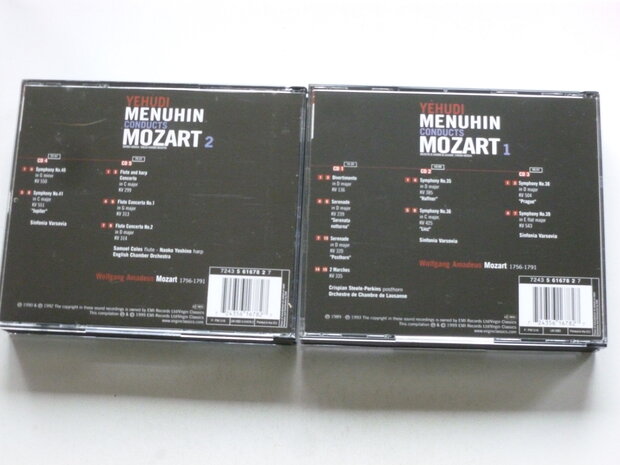 YEHUDI
MENUHIN
CONDUCTS
MOZART 2
CD 4
Symphony No.40
in G minor
KV 550
Symphony No.41
in C major
KV 551
"Jupiter"
Sinfonia Varsovia
CD 5
Flute and harp
Concerto
in C major
KV 299
Flute Concerto No.1
in G major
KV 313
Flute Concerto No.2
in D major
KV 314
Samuel Coles flute - Naoko Yoshino harp
English Chamber Orchestra
Wolfgang Amadeus Mozart 1756-1791
7243 5 61678 2 7
YEHUDI
MENUHIN
CONDUCTS
MOZART 1
CD 1
Divertimento
in D major
KV 136
Serenade
in D major
KV 239
"Serenata
notturna"
Serenade
in D major
KV 320
"Posthorn"
2 Marches
KV 335
Crispian Steele-Perkins posthorn
Orchestre de Chambre de Lausanne
CD 2
Symphony No.35
in D major
KV 385
"Haffner"
Symphony No.36
in C major
KV 425
"Linz"
Sinfonia Varsovia
CD 3
Symphony No.38
in D major
KV 504
"Prague"
Symphony No.39
in E flat major
KV 543
Sinfonia Varsovia
Wolfgang Amadeus Mozart 1756-1791
7243 5 61678 2 7